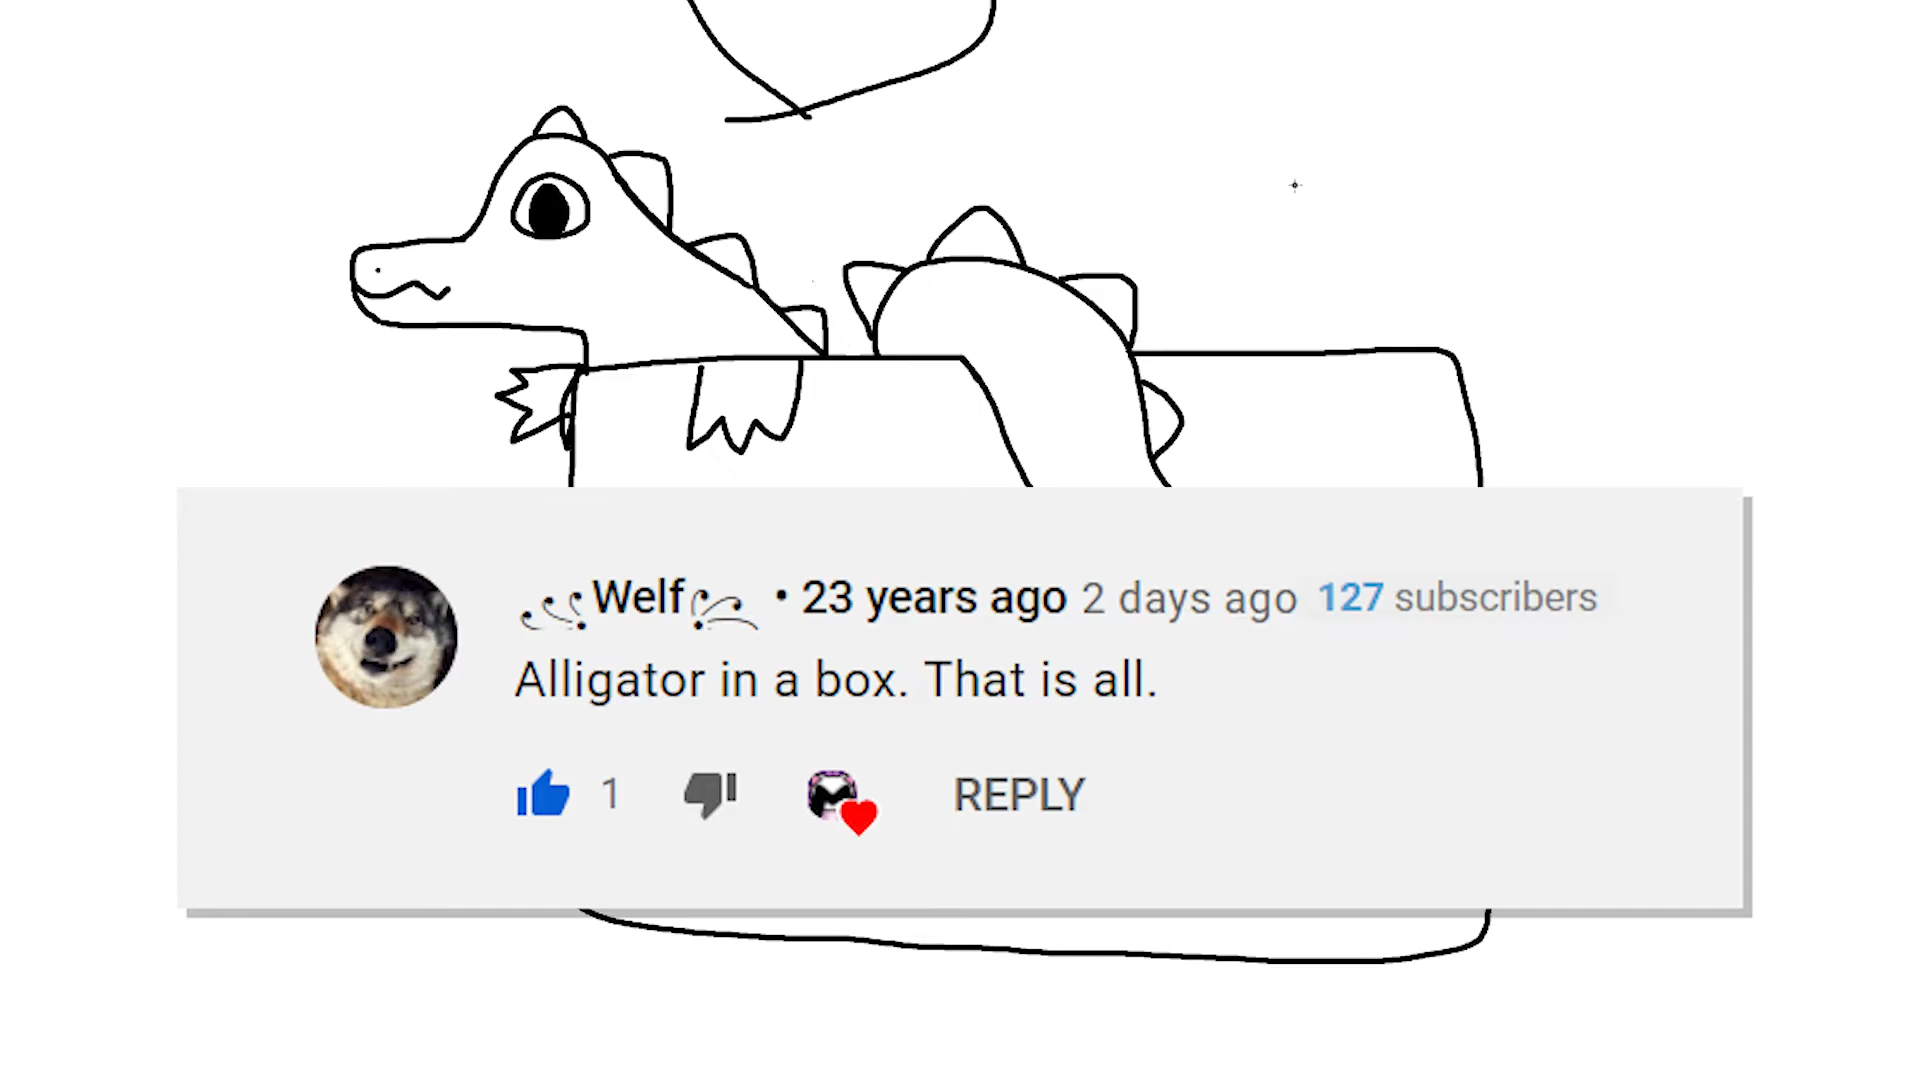 Welf • 23 years ago 2 days ago 127 subscribers
Alligator in a box. That is all.
1 REPLY